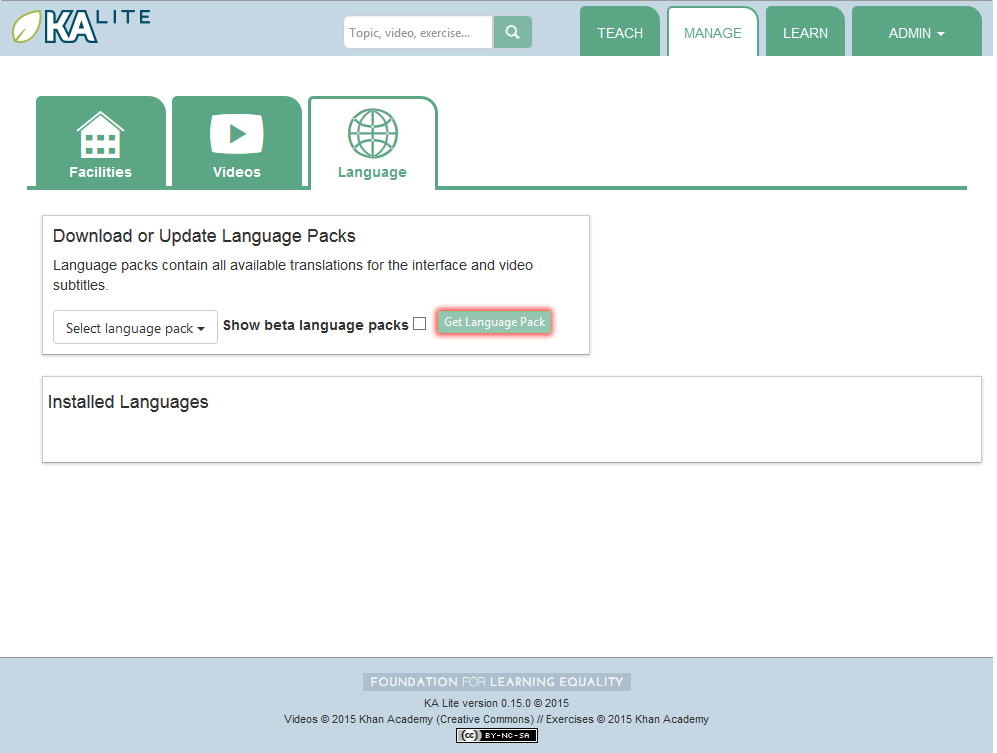 KA LITE
Topic, video, exercise...
TEACH
MANAGE
LEARN
ADMIN
Facilities
Videos
Language
Download or Update Language Packs
Language packs contain all available translations for the interface and video
subtitles.
Select language pack
Show beta language packs
Get Language Pack
Installed Languages
FOUNDATION FOR LEARNING EQUALITY
KA Lite version 0.15.0 © 2015
Videos © 2015 Khan Academy (Creative Commons) // Exercises © 2015 Khan Academy
cc BY-NC-SA